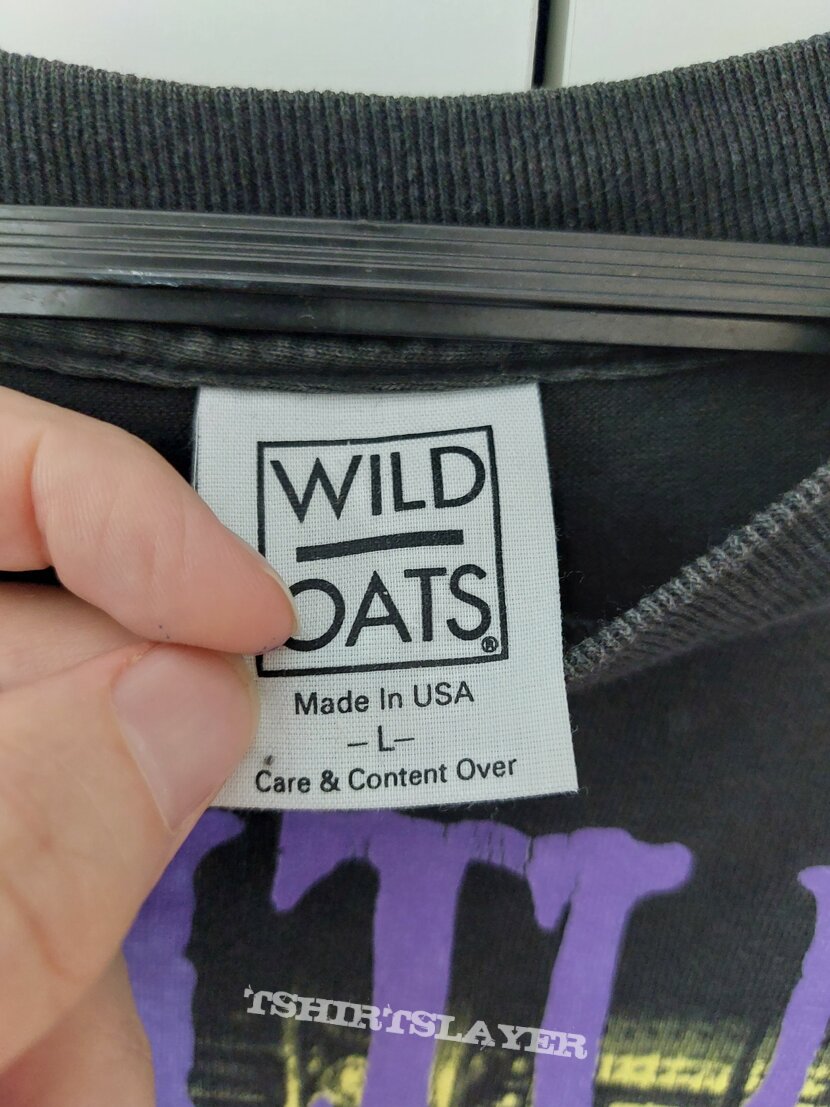 WILD
OATS®
Made In USA
– L –
Care & Content Over
TSHIRTSLAYER